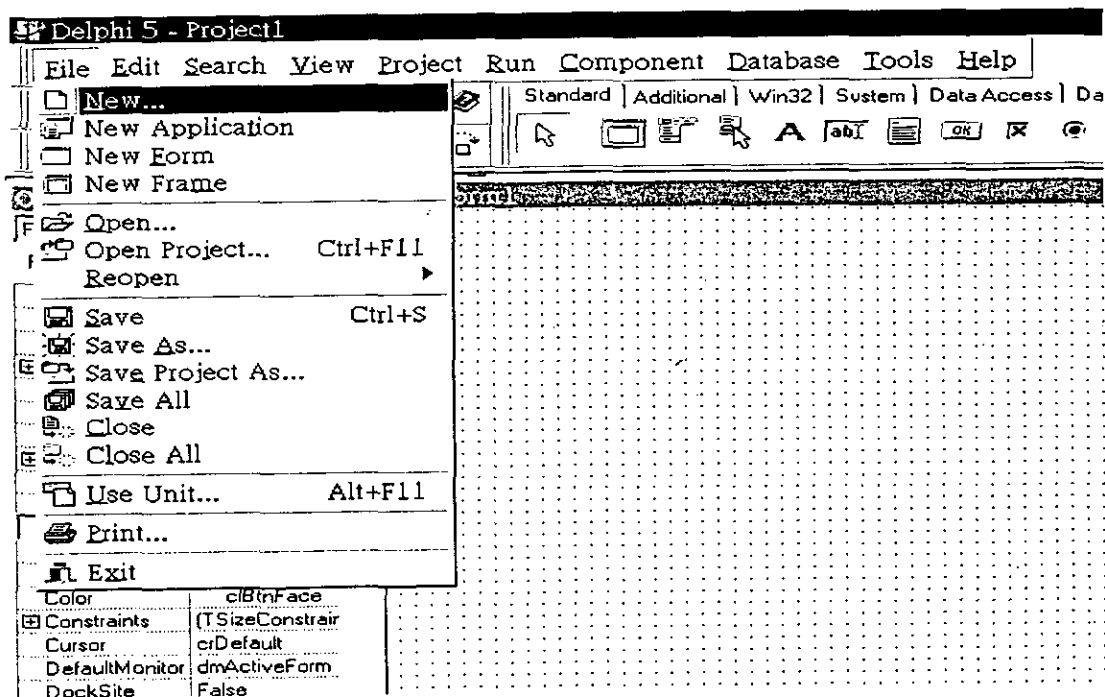 Delphi 5 - Project1
File Edit Search View Project Run Component Database Tools Help
New...
New Application
New Form
New Frame
Open...
Open Project... Ctrl+F11
Reopen
Save Ctrl+S
Save As...
Save Project As...
Save All
Close
Close All
Use Unit... Alt+F11
Print...
Exit
Standard Additional Win32 System Data Access Da
A abI OK
Color clBtnFace
Constraints (TSizeConstrair
Cursor crDefault
DefaultMonitor dmActiveForm
DockSite False